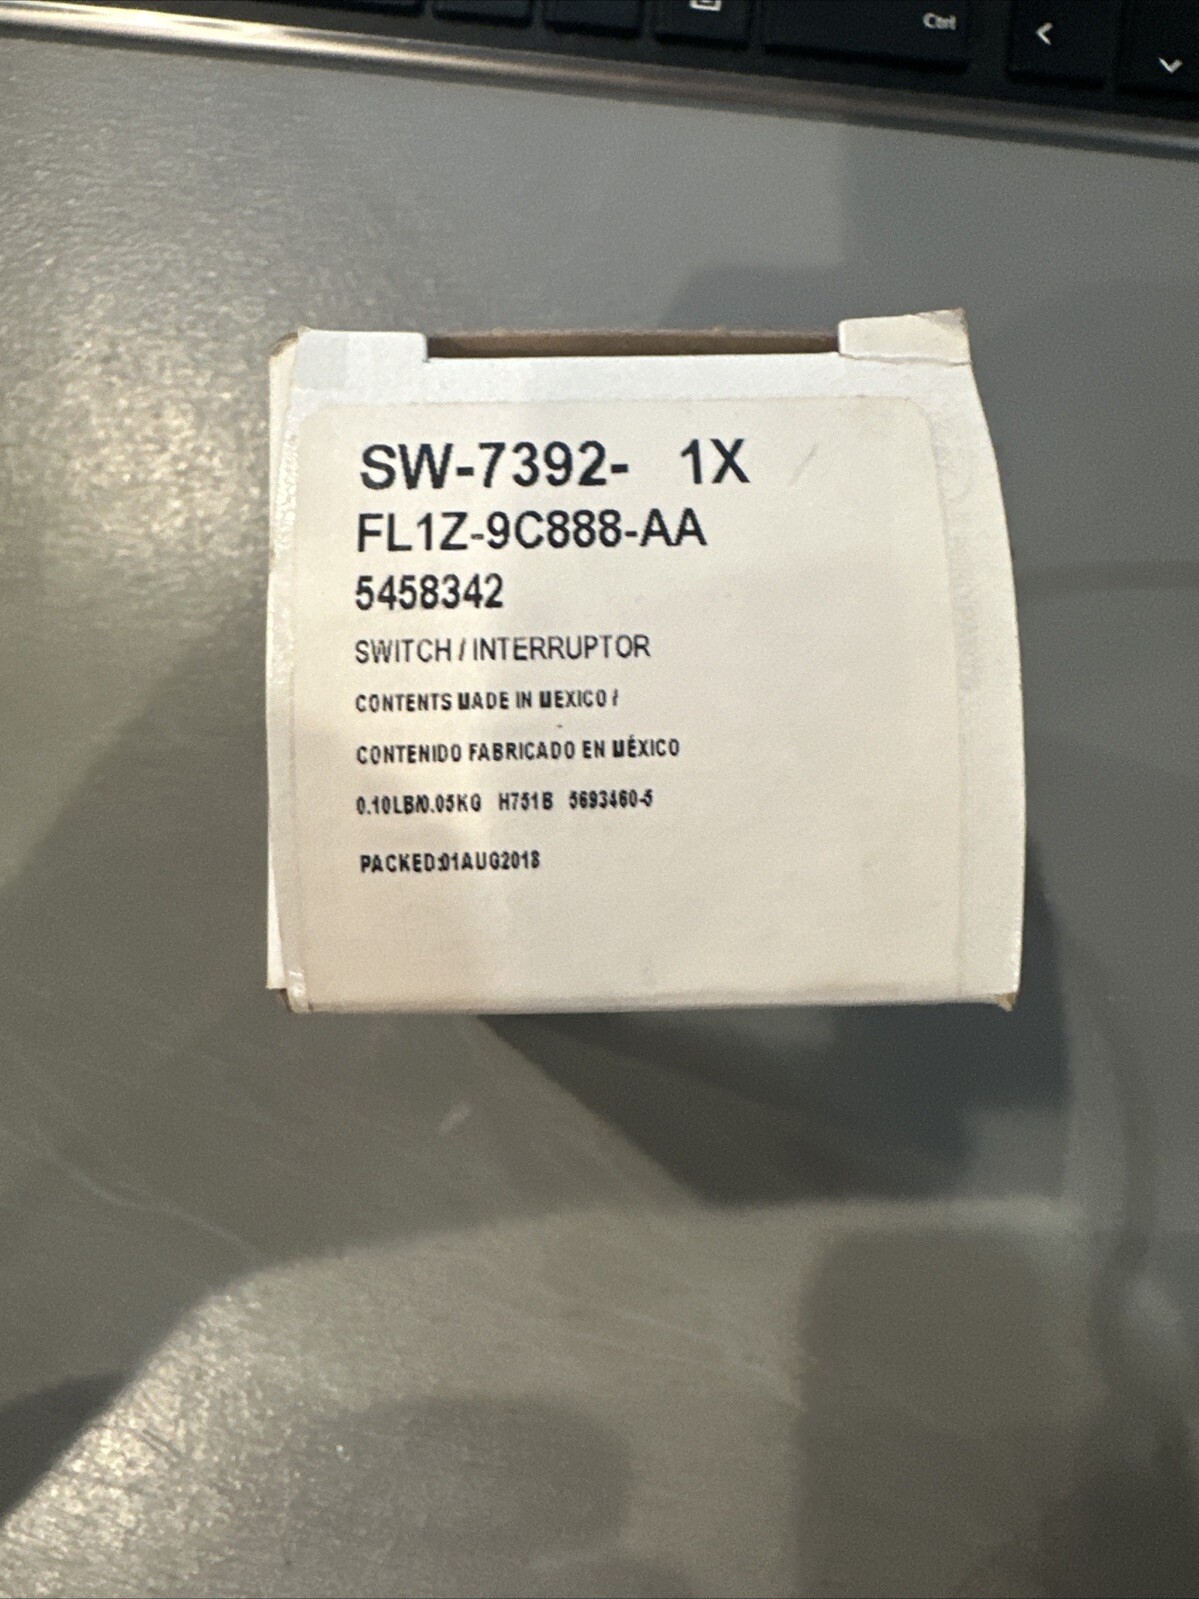 Ctrl
SW-7392- 1X
FL1Z-9C888-AA
5458342
SWITCH / INTERRUPTOR
CONTENTS MADE IN MEXICO /
CONTENIDO FABRICADO EN MÉXICO
0.10LB/0.05KG H751B 5693460-5
PACKED:01AUG2018